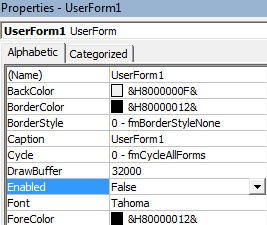 Properties - UserForm1
UserForm1 UserForm
Alphabetic Categorized
(Name) UserForm1
BackColor &H8000000F&
BorderColor &H80000012&
BorderStyle 0 - fmBorderStyleNone
Caption UserForm1
Cycle 0 - fmCycleAllForms
DrawBuffer 32000
Enabled False
Font Tahoma
ForeColor &H80000012&